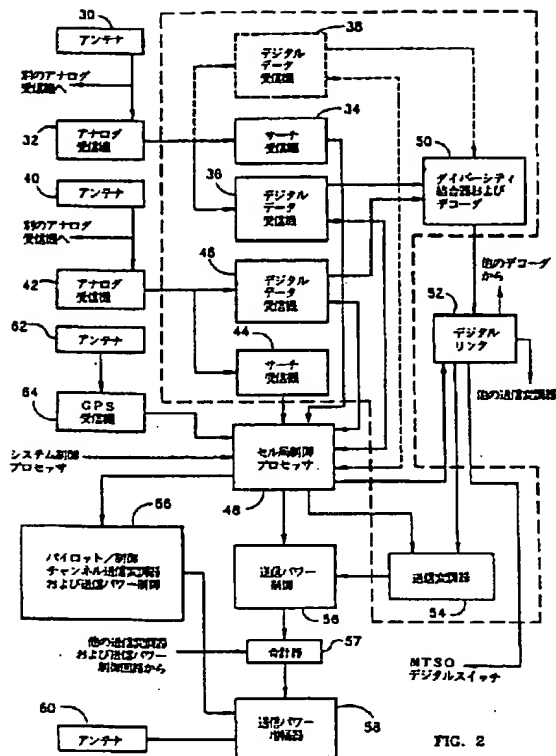 30
アンテナ
別のアナログ
受信機へ
32
アナログ
受信機
40
アンテナ
別のアナログ
受信機へ
42
アナログ
受信機
62
アンテナ
64
GPS
受信機
システム制御
プロセッサ
38
デジタル
データ
受信機
34
サーチ
受信機
36
デジタル
データ
受信機
46
デジタル
データ
受信機
44
サーチ
受信機
50
ダイバーシティ
結合器および
デコーダ
他のデコーダ
から
52
デジタル
リンク
他の送信変調器
セル局制御
プロセッサ
48
66
パイロット/制御
チャンネル送信変調器
および送信パワー制御
送信パワー
制御
56
送信変調器
54
他の送信変調器
および送信パワー
制御回路から
合計器
57
MTSO
デジタルスイッチ
60
アンテナ
送信パワー
増幅器
58
FIG. 2